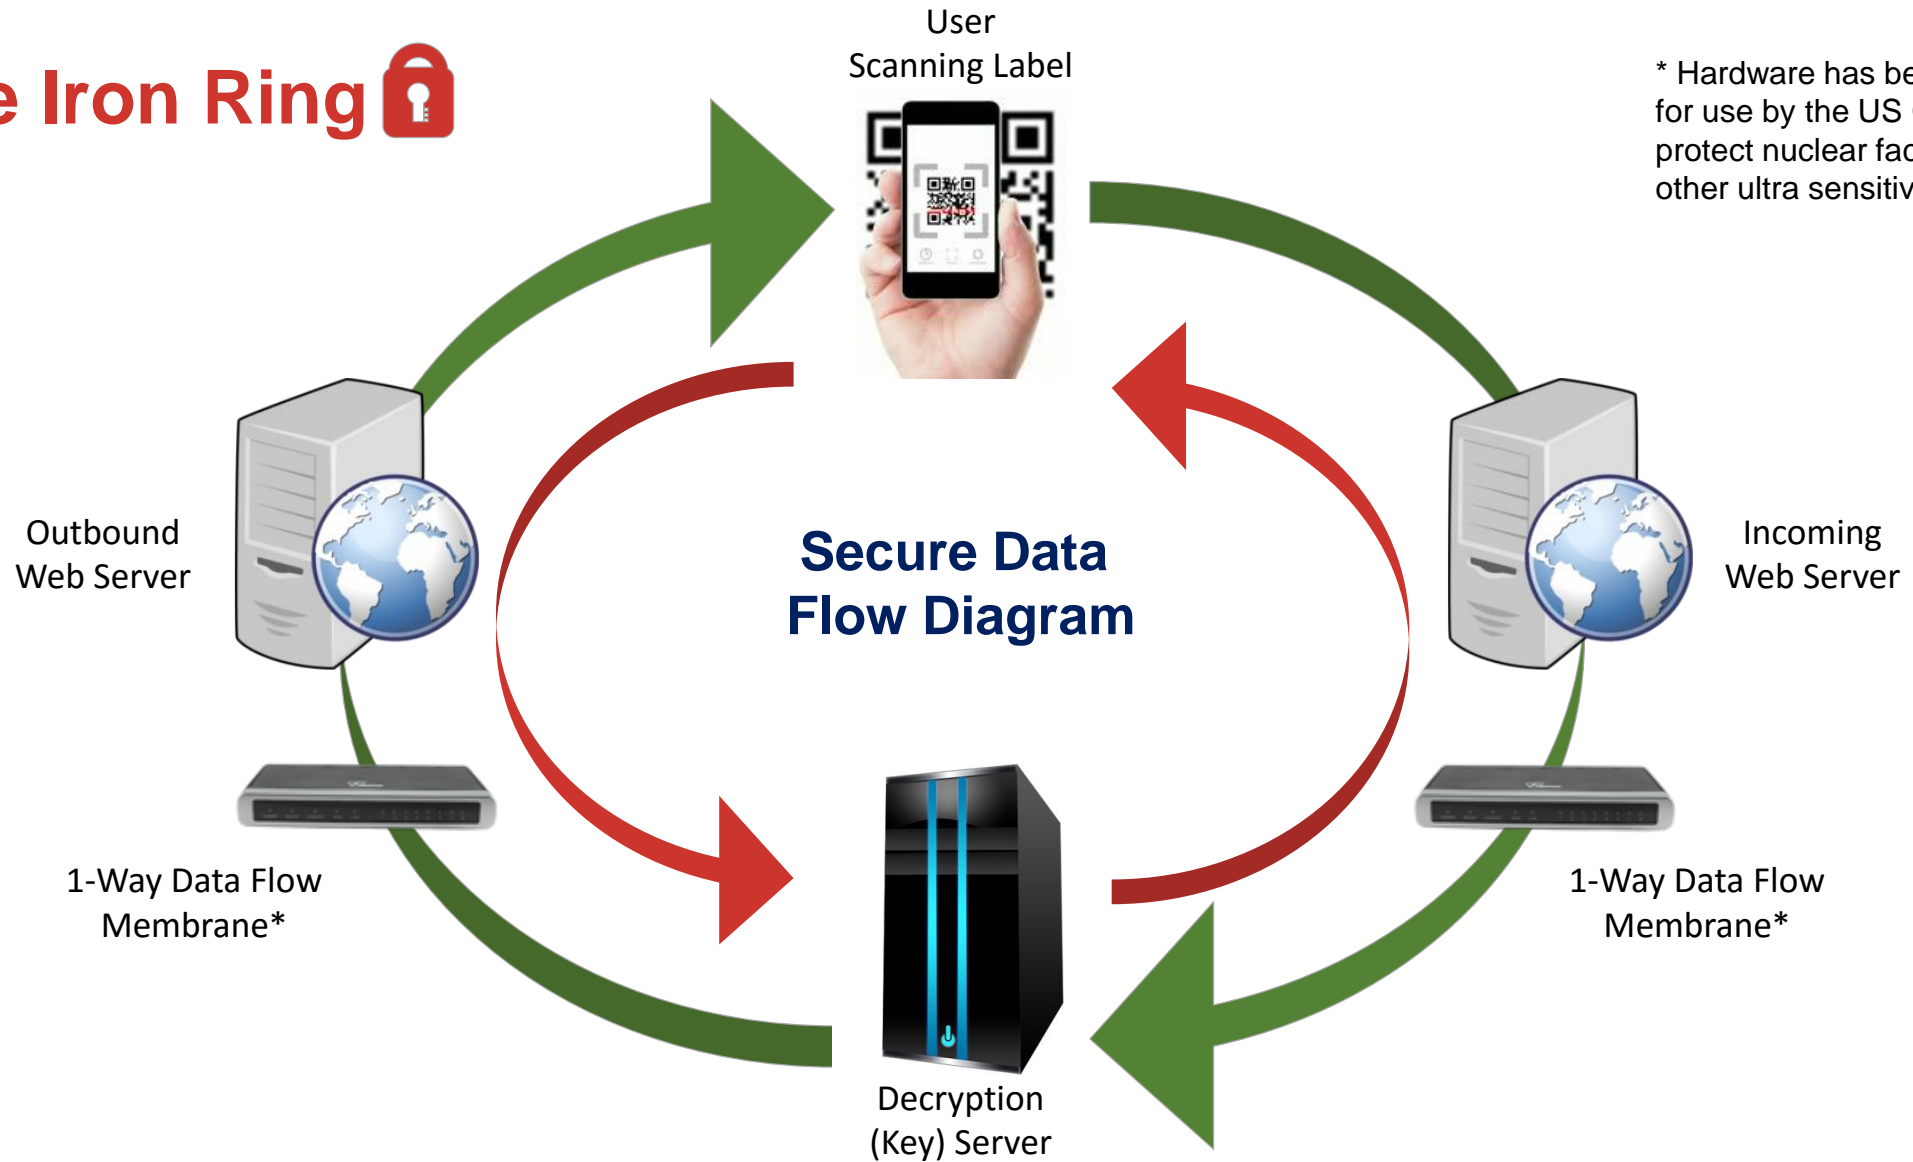 e Iron Ring
User
Scanning Label
* Hardware has be
for use by the US
protect nuclear fac
other ultra sensitiv
Outbound
Web Server
Secure Data
Flow Diagram
Incoming
Web Server
1-Way Data Flow
Membrane*
1-Way Data Flow
Membrane*
Decryption
(Key) Server